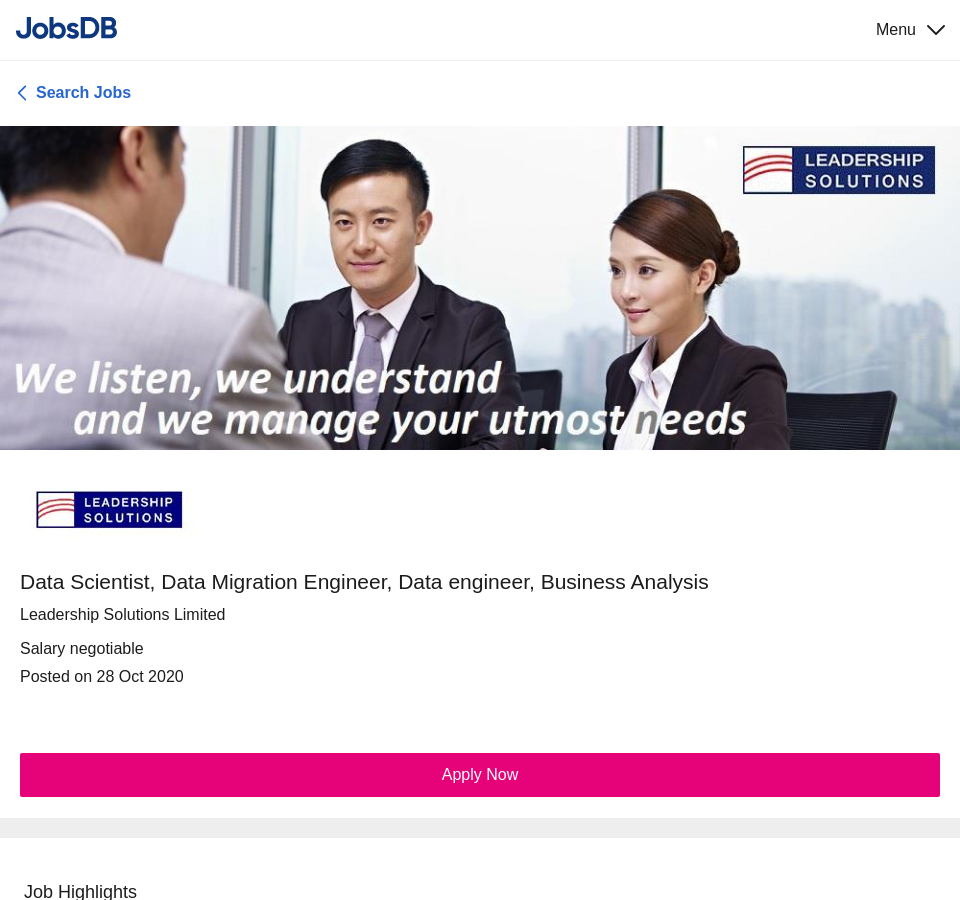 JobsDB
Menu
Search Jobs
LEADERSHIP
SOLUTIONS
We listen, we understand
and we manage your utmost needs
LEADERSHIP
SOLUTIONS
Data Scientist, Data Migration Engineer, Data engineer, Business Analysis
Leadership Solutions Limited
Salary negotiable
Posted on 28 Oct 2020
Apply Now
Job Highlights